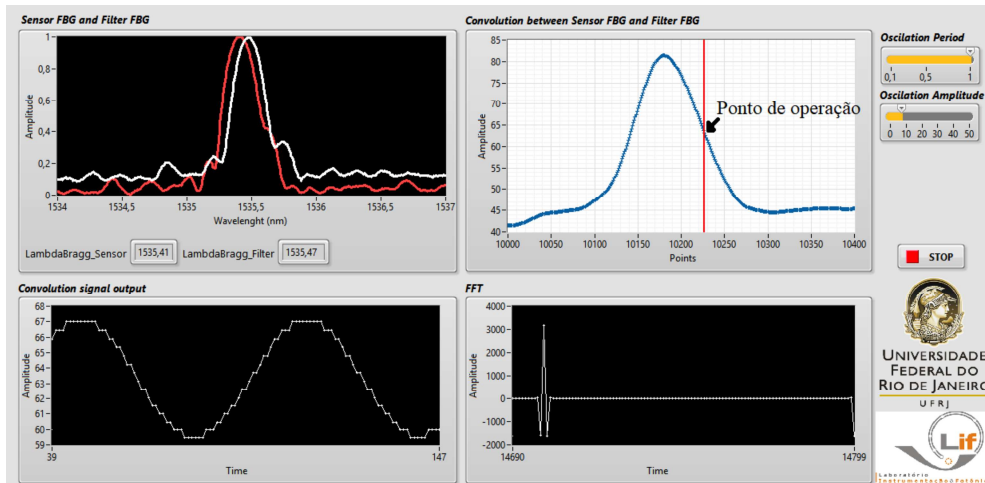 Sensor FBG and Filter FBG
Amplitude
1
0,8
0,6
0,4
0,2
0
1534
1534,5
1535
1535,5
1536
1536,5
1537
Wavelenght (nm)
LambdaBragg_Sensor 1535,41 LambdaBragg_Filter 1535,47
Convolution between Sensor FBG and Filter FBG
Amplitude
85
80
75
70
65
60
55
50
45
40
10000
10050
10100
10150
10200
10250
10300
10350
10400
Points
Ponto de operação
Oscilation Period
0,1 0,5 1
Oscilation Amplitude
0 10 20 30 40 50
STOP
Convolution signal output
Amplitude
68
67
66
65
64
63
62
61
60
59
39
147
Time
FFT
Amplitude
4000
3000
2000
1000
0
-1000
-2000
14690
14799
Time
UNIVERSIDADE
FEDERAL DO
RIO DE JANEIRO
UFRJ
Lif
Laboratório